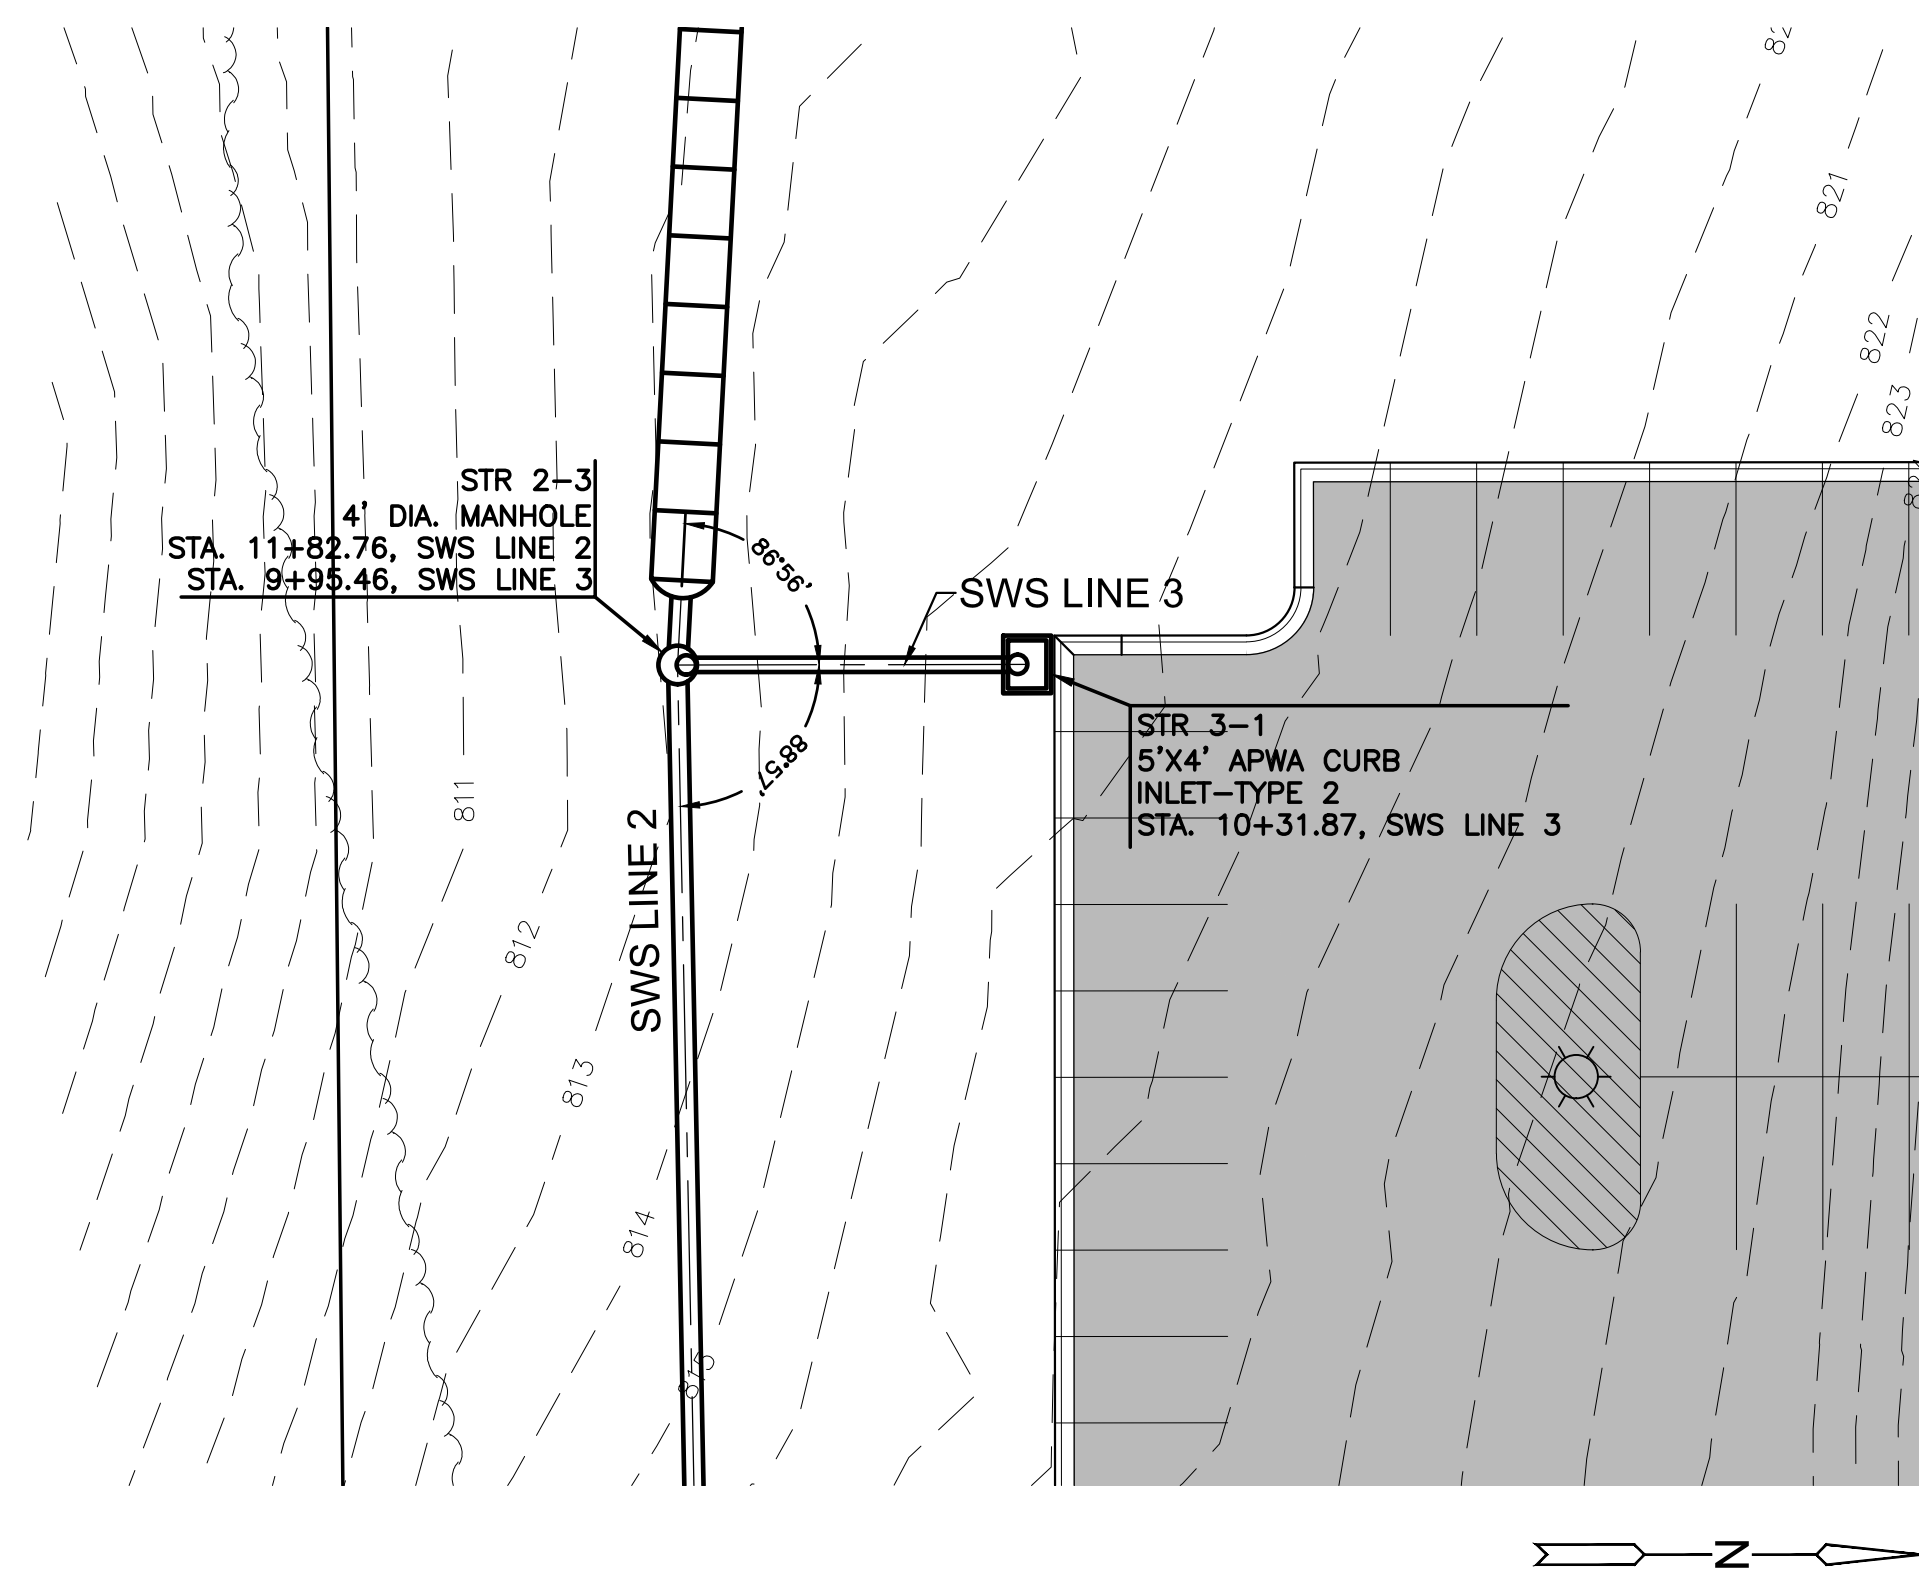 821
822
823
STR 2-3
4' DIA. MANHOLE
STA. 11+82.76, SWS LINE 2
STA. 9+95.46, SWS LINE 3
86°56'
SWS LINE 3
88°57'
STR 3-1
5'X4' APWA CURB
INLET-TYPE 2
STA. 10+31.87, SWS LINE 3
811
SWS LINE 2
812
813
814
815
N